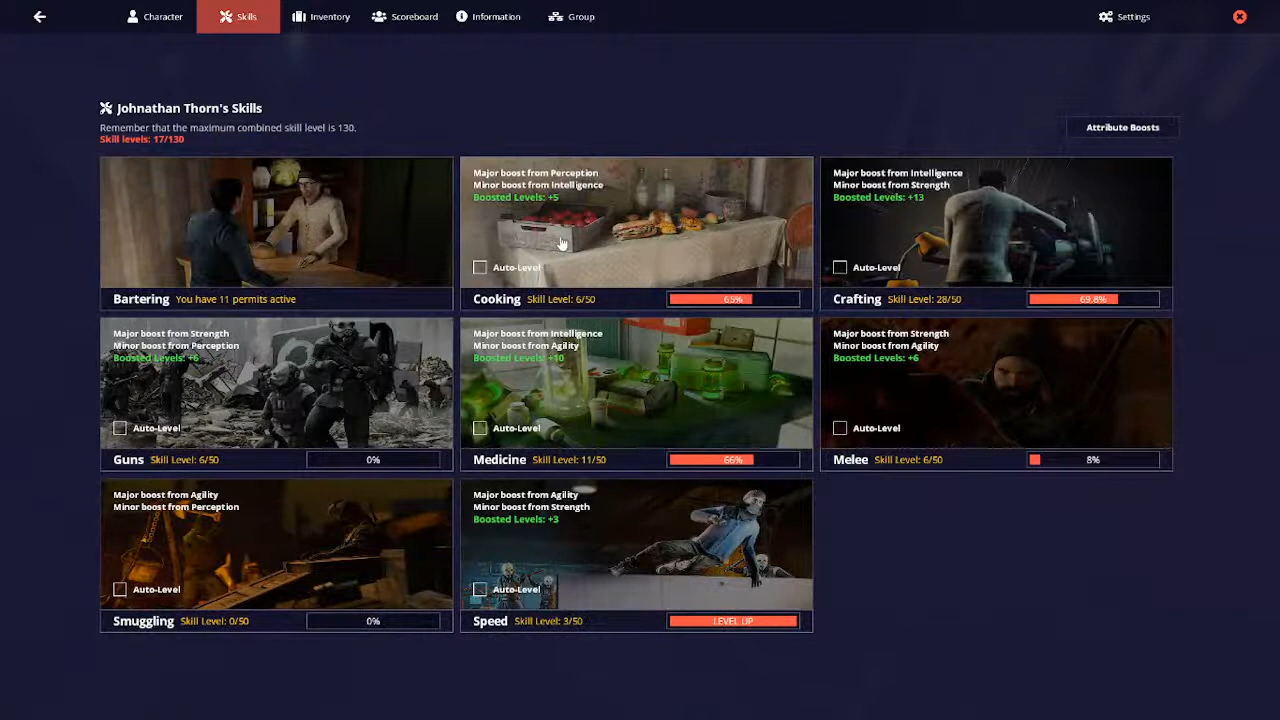 Character
Skills
Inventory
Scoreboard
Information
Group
Settings
Johnathan Thorn's Skills
Remember that the maximum combined skill level is 130.
Skill levels: 17/130
Attribute Boosts
Bartering You have 11 permits active
Major boost from Perception
Minor boost from Intelligence
Boosted Levels: +5
Auto-Level
Cooking Skill Level: 6/50 65%
Major boost from Intelligence
Minor boost from Strength
Boosted Levels: +13
Auto-Level
Crafting Skill Level: 28/50 69.8%
Major boost from Strength
Minor boost from Perception
Boosted Levels: +6
Auto-Level
Guns Skill Level: 6/50 0%
Major boost from Intelligence
Minor boost from Agility
Boosted Levels: +10
Auto-Level
Medicine Skill Level: 11/50 66%
Major boost from Strength
Minor boost from Agility
Boosted Levels: +6
Auto-Level
Melee Skill Level: 6/50 8%
Major boost from Agility
Minor boost from Perception
Auto-Level
Smuggling Skill Level: 0/50 0%
Major boost from Agility
Minor boost from Strength
Boosted Levels: +3
Auto-Level
Speed Skill Level: 3/50 LEVEL UP